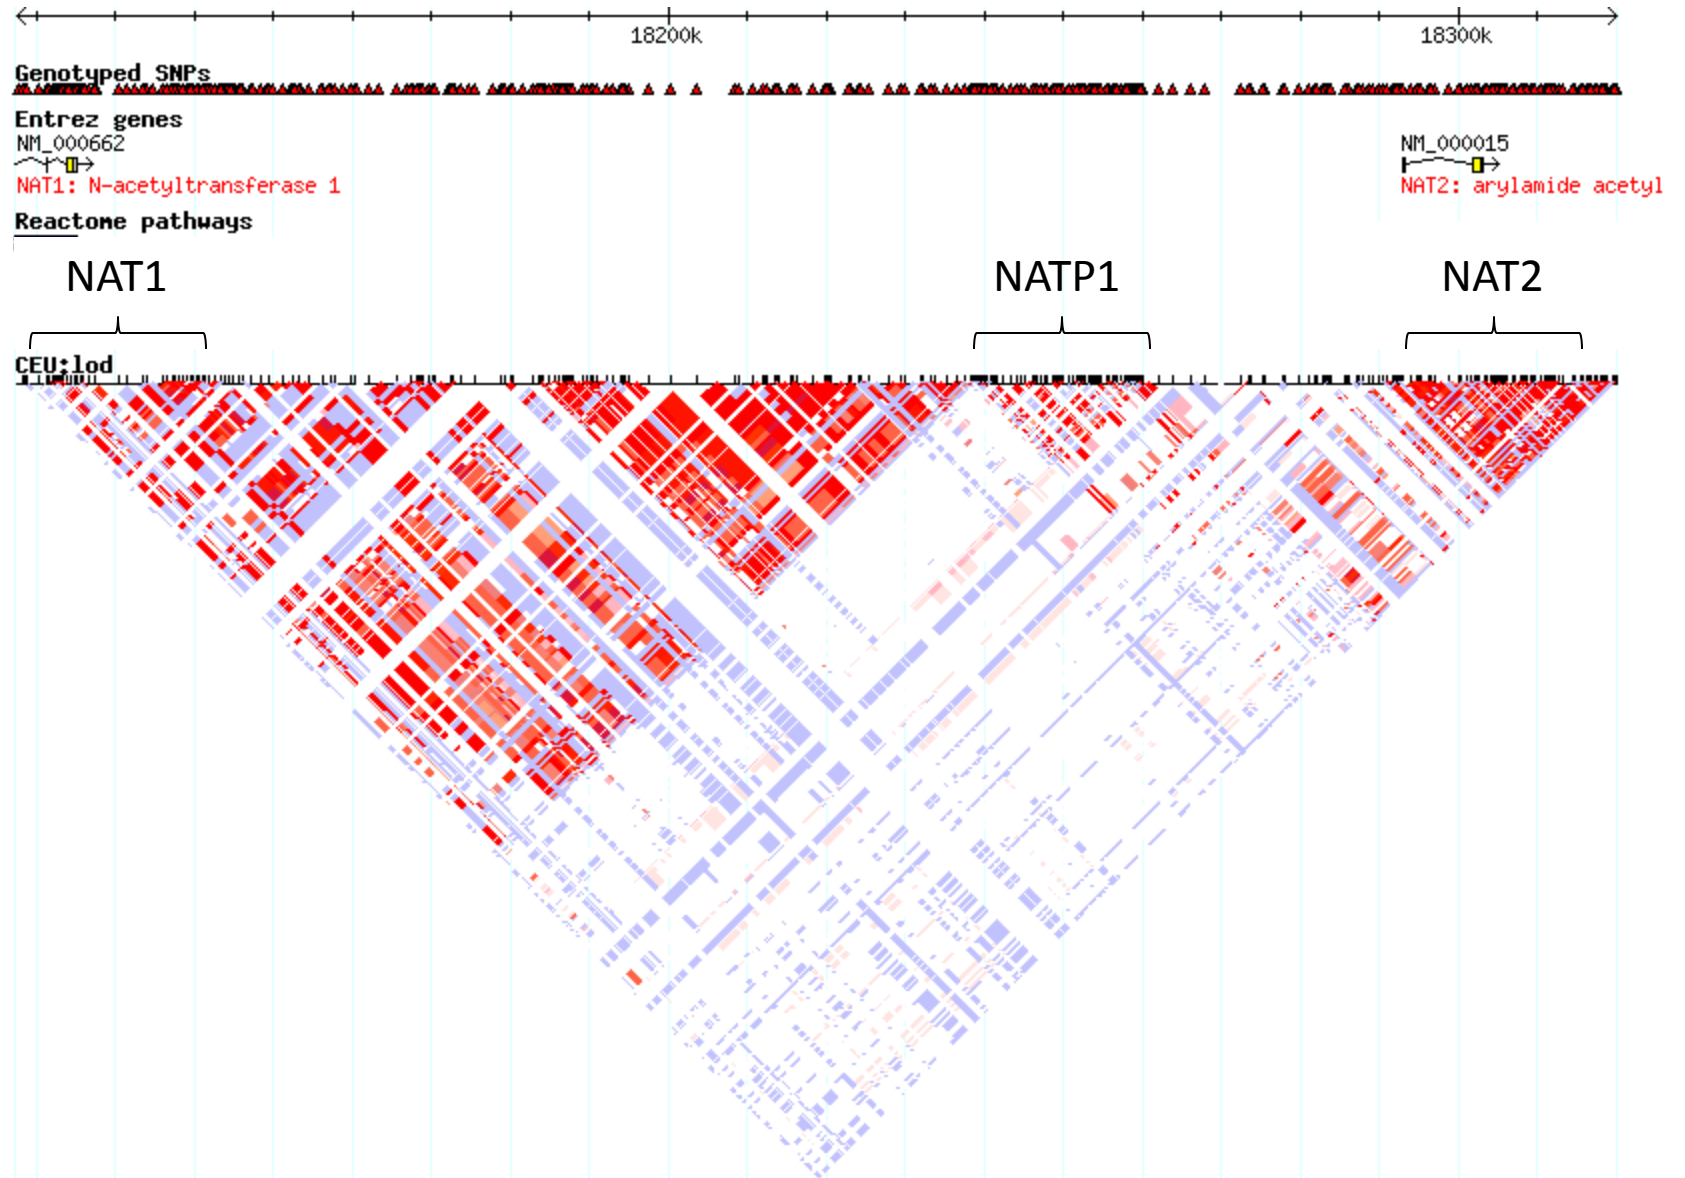 18200k 18300k
Genotyped SNPs
Entrez genes
NM_000662 NM_000015
NAT1: N-acetyltransferase 1 NAT2: arylamide acetyl
Reactome pathways
NAT1 NATP1 NAT2
CEU:lod